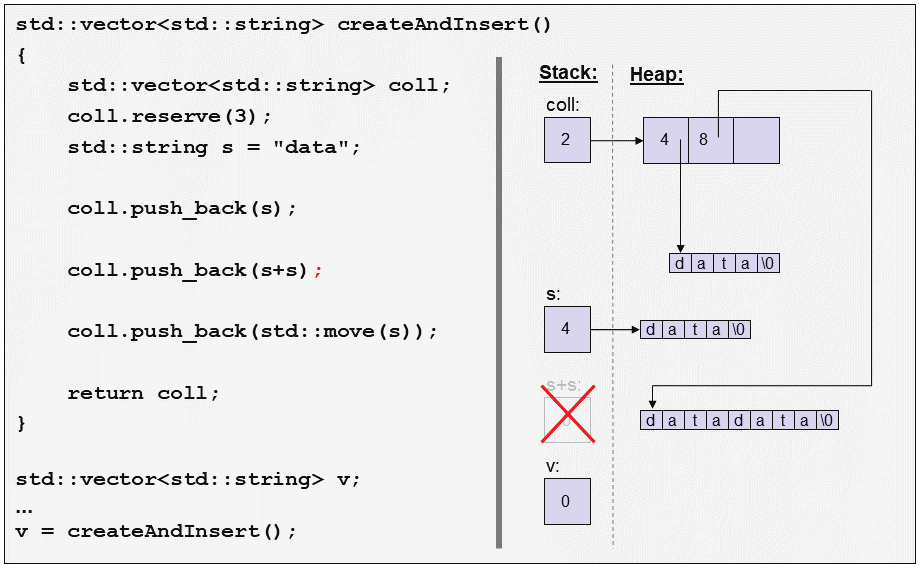 std::vector<std::string> createAndInsert()
{
std::vector<std::string> coll;
coll.reserve(3);
std::string s = "data";
coll.push_back(s);
coll.push_back(s+s);
coll.push_back(std::move(s));
return coll;
}
std::vector<std::string> v;
...
v = createAndInsert();
Stack: Heap:
coll:
2 4 8
d a t a \0
s:
4 d a t a \0
s+s:
0
d a t a d a t a \0
v:
0